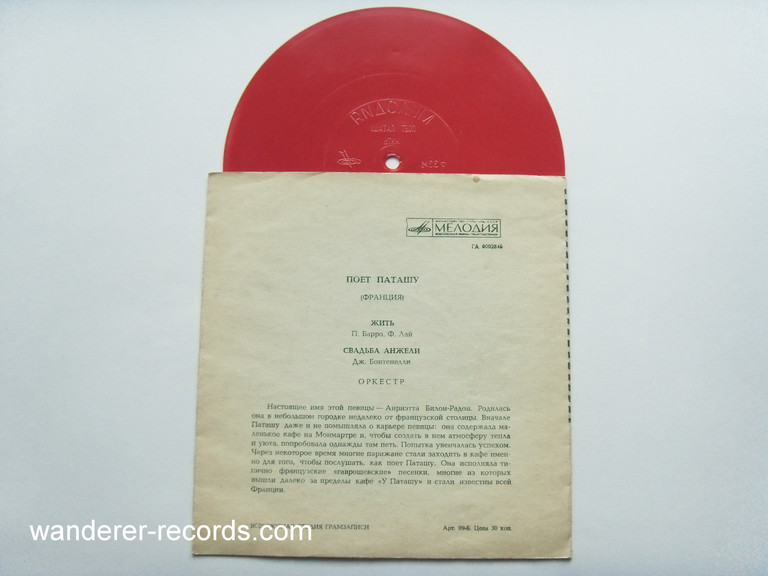 МЕЛОДИЯ
МЕЛОДИЯ
ПОЕТ ПАТАШУ
(ФРАНЦИЯ)
ЖИТЬ
П. Барро, Ф. Лай
СВАДЬБА АНЖЕЛИ
Дж. Бонтемпелли
ОРКЕСТР
Настоящее имя этой певицы — Анриэтта Билон-Радон. Родилась
она в небольшом городке недалеко от французской столицы. Вначале
Паташу даже и не помышляла о карьере певицы: она содержала ма-
ленькое кафе на Монмартре и, чтобы создать в нем атмосферу тепла
и уюта, попробовала однажды там петь. Попытка увенчалась успехом.
Через некоторое время многие парижане стали заходить в кафе имен-
но для того, чтобы послушать, как поет Паташу. Она исполняла ти-
пично французские «гаврошевские» песенки, многие из которых
вышли далеко за пределы кафе «У Паташу» и стали известны всей
Франции.
ГРАМЗАПИСИ
Арт. 99-Б. Цена 30 коп.
wanderer-records.com